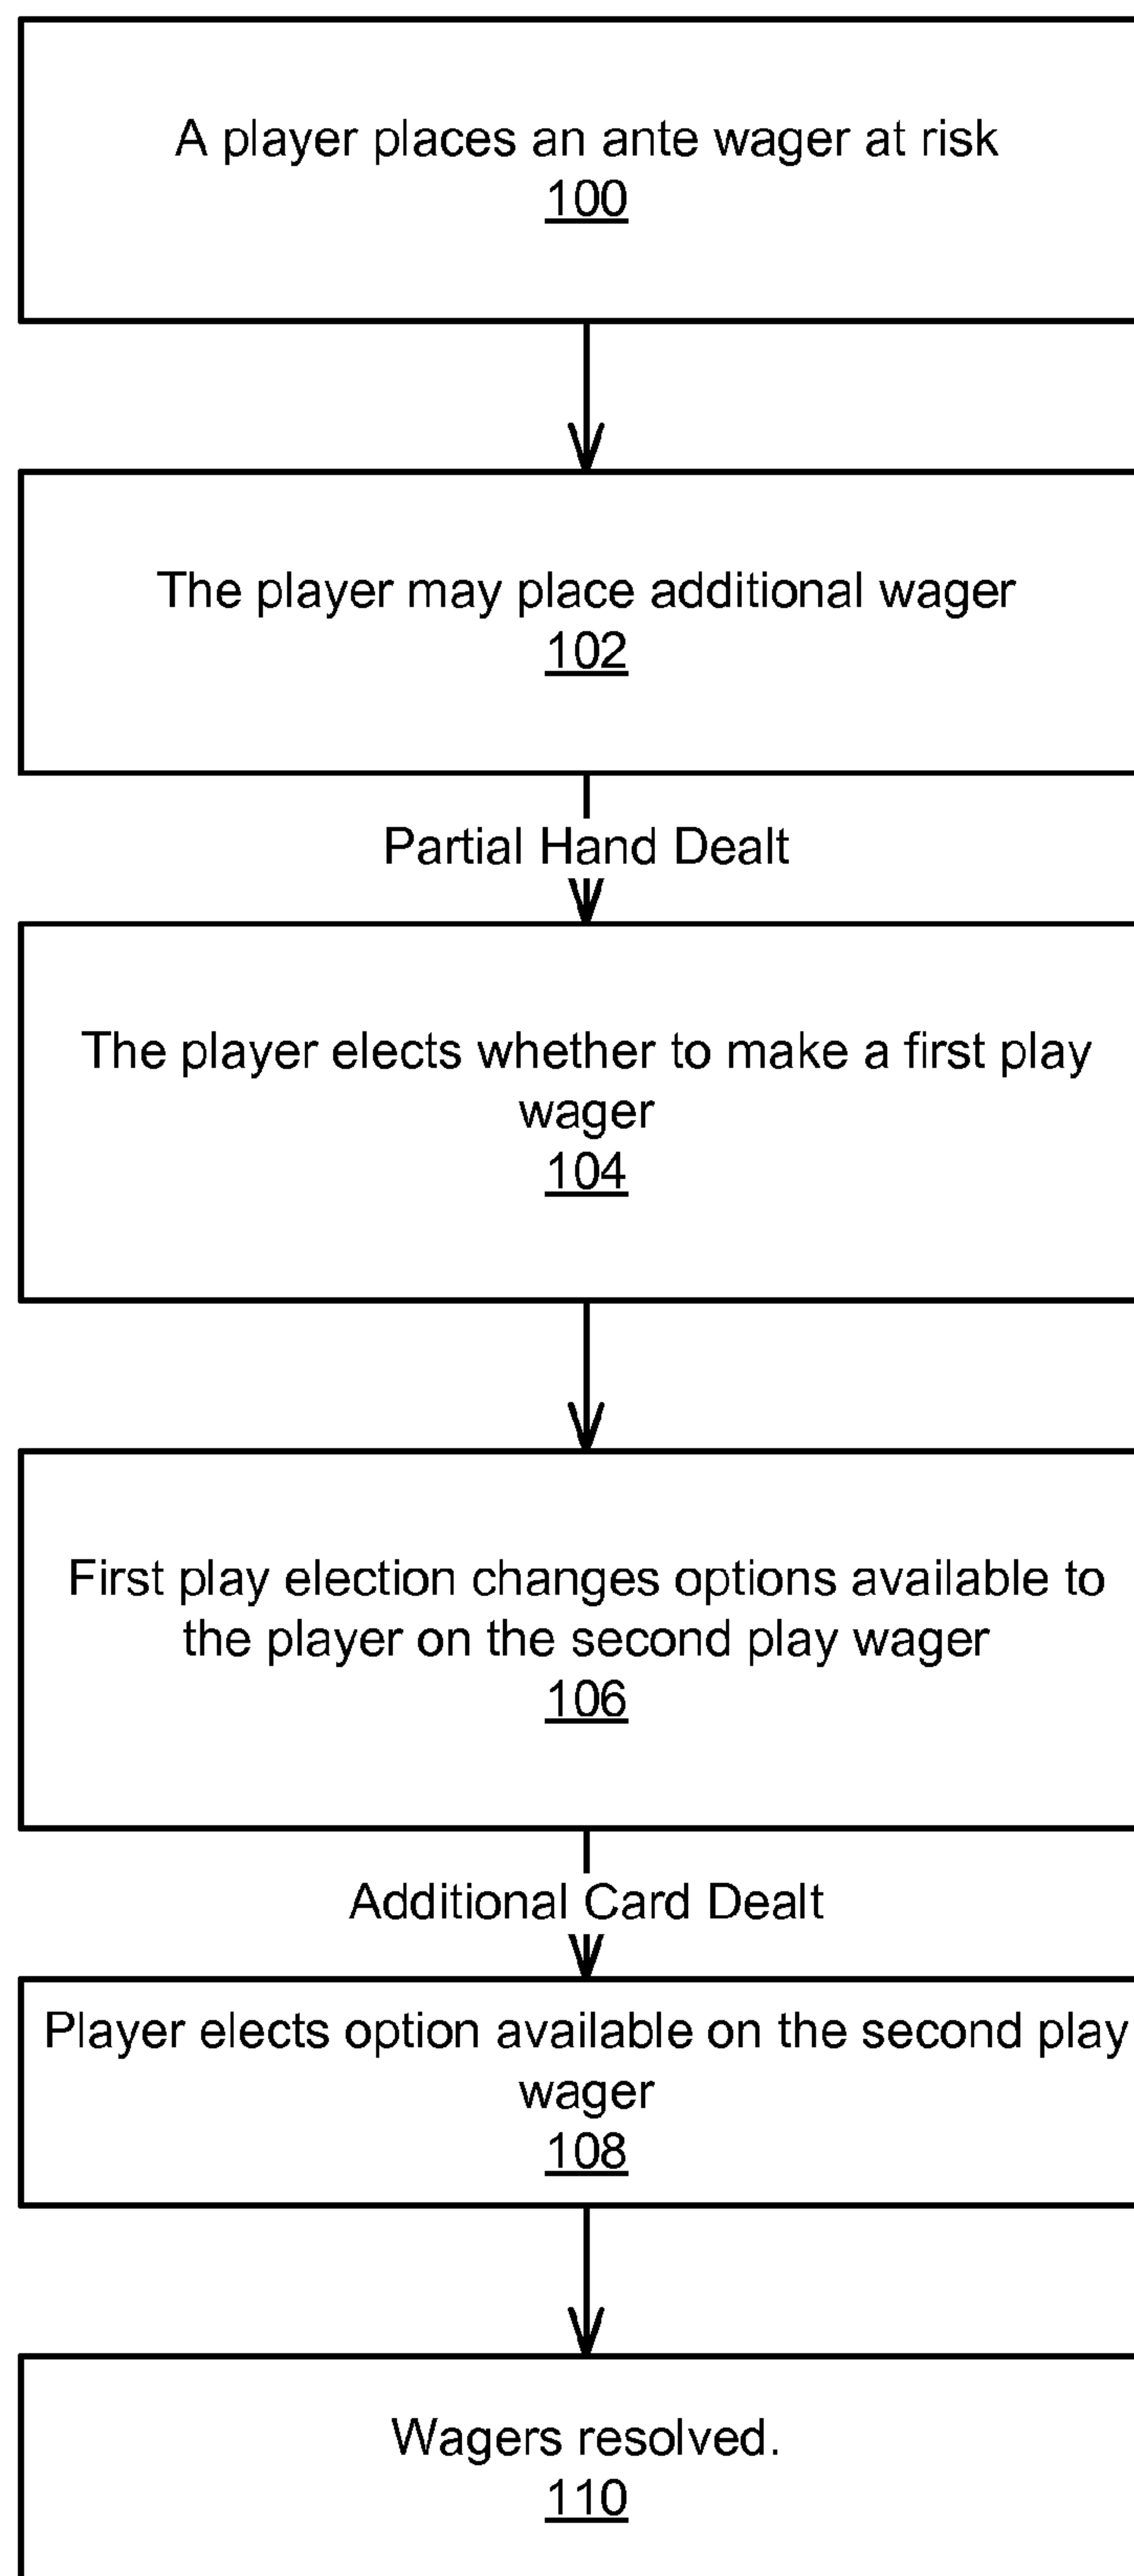 A player places an ante wager at risk
100
The player may place additional wager
102
Partial Hand Dealt
The player elects whether to make a first play
wager
104
First play election changes options available to
the player on the second play wager
106
Additional Card Dealt
Player elects option available on the second play
wager
108
Wagers resolved.
110